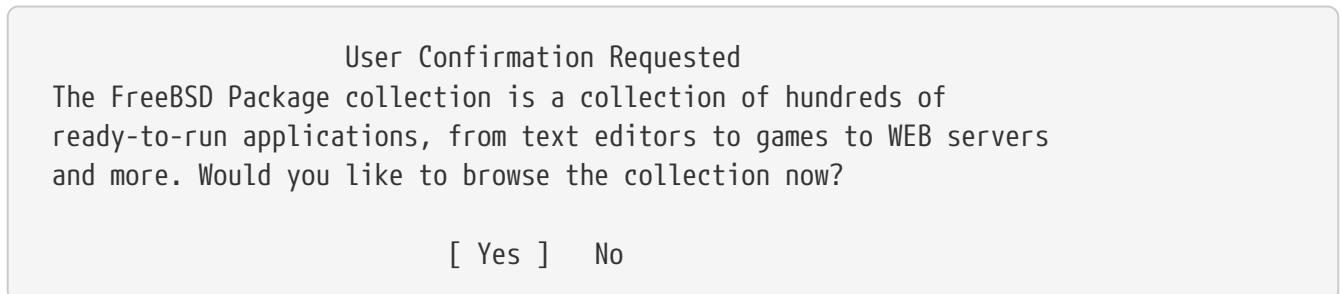 User Confirmation Requested
The FreeBSD Package collection is a collection of hundreds of
ready-to-run applications, from text editors to games to WEB servers
and more. Would you like to browse the collection now?
[ Yes ] No